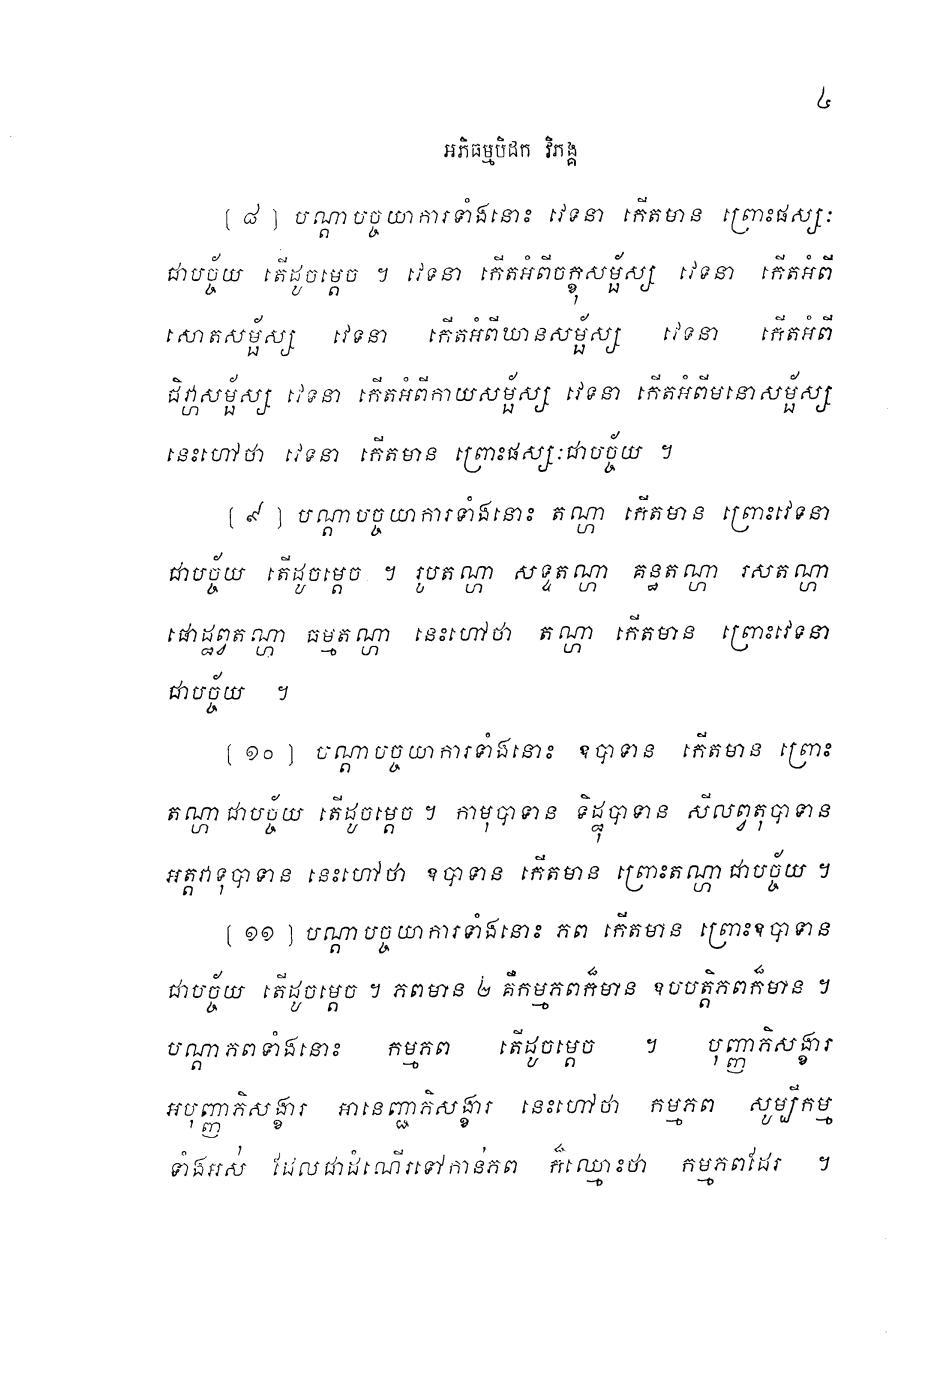 ៤
អភិធម្មបិដក វិភង្គ
[ ៨ ] បណ្តាបច្ចយាការទាំងនោះ វេទនា កើតមាន ព្រោះផស្សៈ
ជាបច្ច័យ តើដូចម្តេច ។ វេទនា កើតអំពីចក្ខុសម្ផ័ស្ស វេទនា កើតអំពី
សោតសម្ផ័ស្ស វេទនា កើតអំពីឃានសម្ផ័ស្ស វេទនា កើតអំពី
ជិវ្ហាសម្ផ័ស្ស វេទនា កើតអំពីកាយសម្ផ័ស្ស វេទនា កើតអំពីមនោសម្ផ័ស្ស
នេះហៅថា វេទនា កើតមាន ព្រោះផស្សៈជាបច្ច័យ ។
[ ៩ ] បណ្តាបច្ចយាការទាំងនោះ តណ្ហា កើតមាន ព្រោះវេទនា
ជាបច្ច័យ តើដូចម្តេច ។ រូបតណ្ហា សទ្ទតណ្ហា គន្ធតណ្ហា រសតណ្ហា
ផោដ្ឋព្វតណ្ហា ធម្មតណ្ហា នេះហៅថា តណ្ហា កើតមាន ព្រោះវេទនា
ជាបច្ច័យ ។
[ ១០ ] បណ្តាបច្ចយាការទាំងនោះ ឧបាទាន កើតមាន ព្រោះ
តណ្ហាជាបច្ច័យ តើដូចម្តេច ។ កាមុបាទាន ទិដ្ឋុបាទាន សីលព្វតុបាទាន
អត្តវាទុបាទាន នេះហៅថា ឧបាទាន កើតមាន ព្រោះតណ្ហាជាបច្ច័យ ។
[ ១១ ] បណ្តាបច្ចយាការទាំងនោះ ភព កើតមាន ព្រោះឧបាទាន
ជាបច្ច័យ តើដូចម្តេច ។ ភពមាន ២ គឺកម្មភពក៏មាន ឧបបត្តិភពក៏មាន ។
បណ្តាភពទាំងនោះ កម្មភព តើដូចម្តេច ។ បុញ្ញាភិសង្ខារ
អបុញ្ញាភិសង្ខារ អានេញ្ជាភិសង្ខារ នេះហៅថា កម្មភព សូម្បីកម្ម
ទាំងអស់ ដែលជាដំណើរទៅកាន់ភព ក៏ឈ្មោះថា កម្មភពដែរ ។